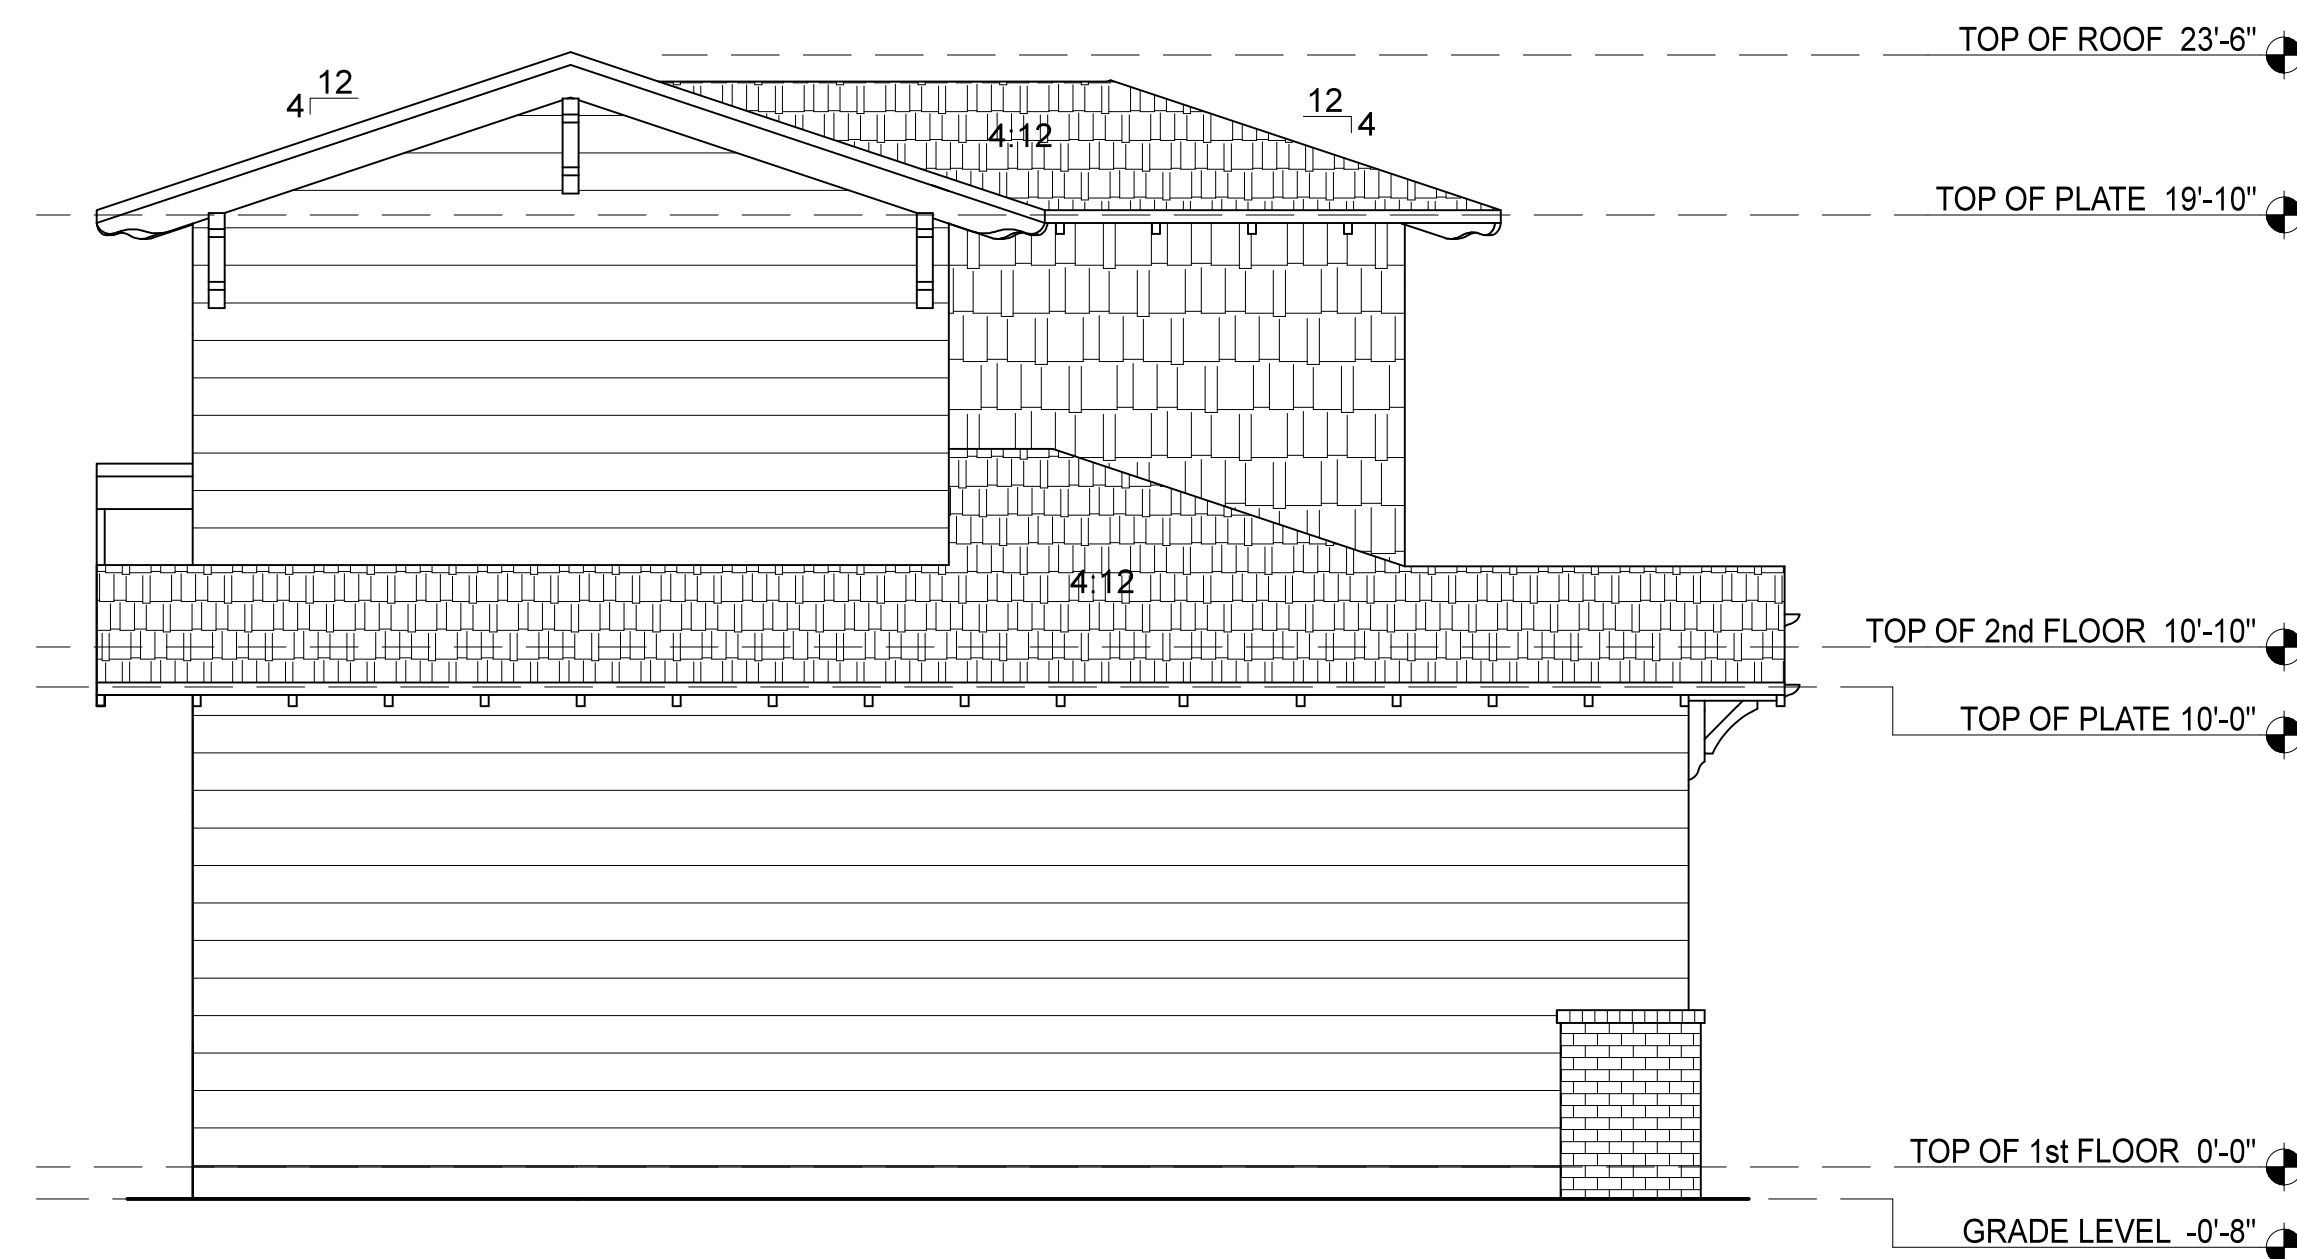 TOP OF ROOF 23'-6"
12
4
12
4
4:12
TOP OF PLATE 19'-10"
4:12
TOP OF 2nd FLOOR 10'-10"
TOP OF PLATE 10'-0"
TOP OF 1st FLOOR 0'-0"
GRADE LEVEL -0'-8"